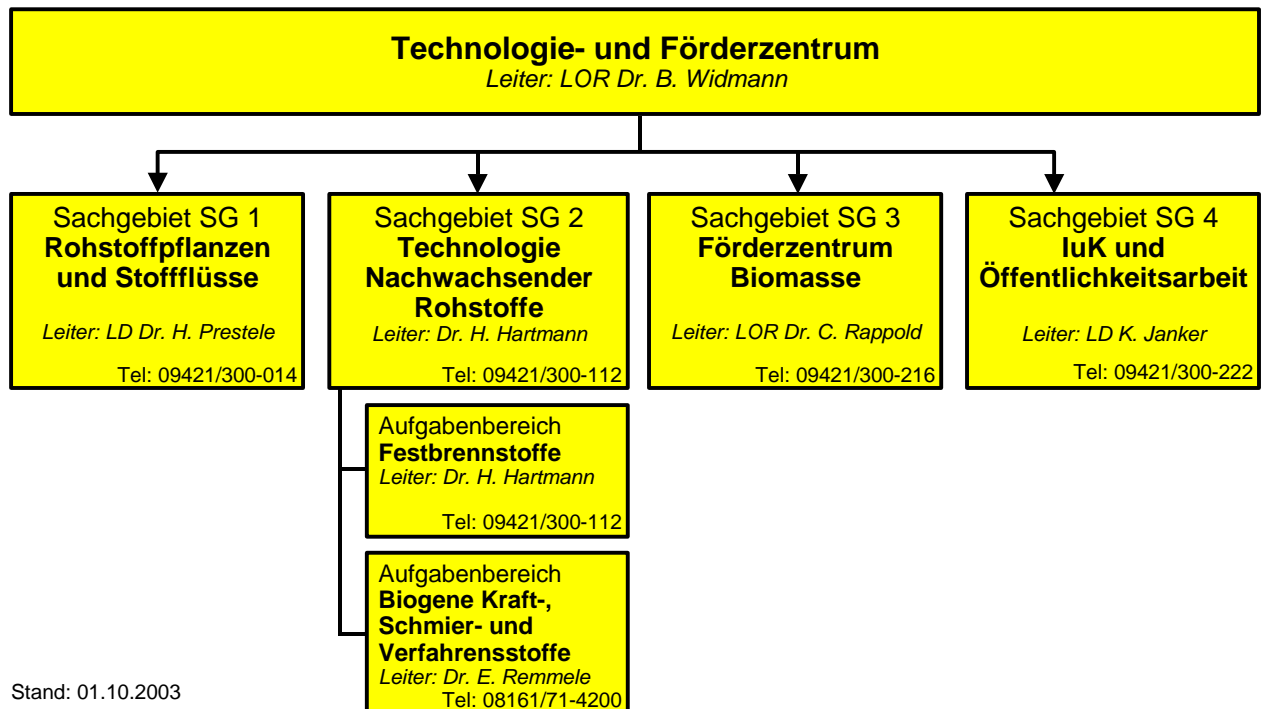 Technologie- und Förderzentrum
Leiter: LOR Dr. B. Widmann
Sachgebiet SG 1
Rohstoffpflanzen
und Stoffflüsse
Leiter: LD Dr. H. Prestele
Tel: 09421/300-014
Sachgebiet SG 2
Technologie
Nachwachsender
Rohstoffe
Leiter: Dr. H. Hartmann
Tel: 09421/300-112
Sachgebiet SG 3
Förderzentrum
Biomasse
Leiter: LOR Dr. C. Rappold
Tel: 09421/300-216
Sachgebiet SG 4
IuK und
Öffentlichkeitsarbeit
Leiter: LD K. Janker
Tel: 09421/300-222
Aufgabenbereich
Festbrennstoffe
Leiter: Dr. H. Hartmann
Tel: 09421/300-112
Aufgabenbereich
Biogene Kraft-,
Schmier- und
Verfahrensstoffe
Leiter: Dr. E. Remmele
Tel: 08161/71-4200
Stand: 01.10.2003